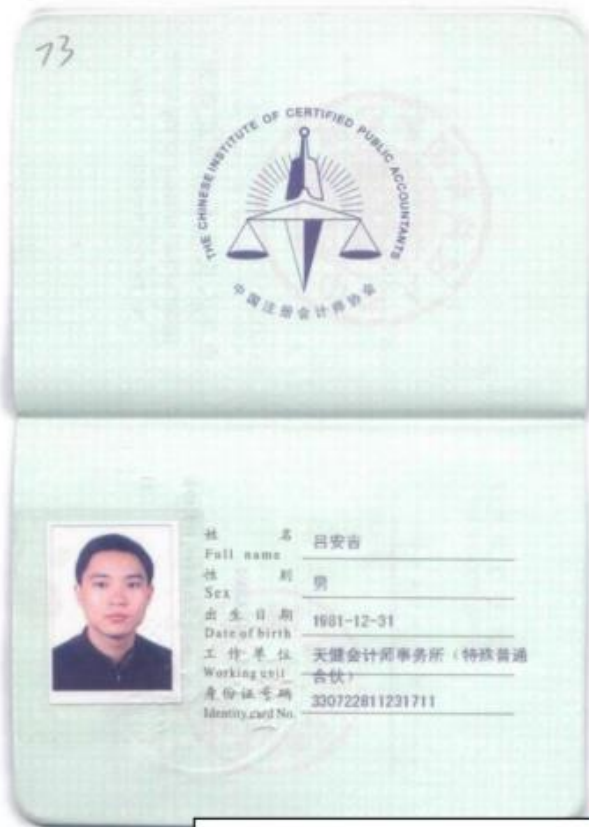 73
THE CHINESE INSTITUTE OF CERTIFIED PUBLIC ACCOUNTANTS
中国注册会计师协会
姓 名 吕安吉
Full name
性 别 男
Sex
出生日期 1981-12-31
Date of birth
工作单位 天健会计师事务所（特殊普通
Working unit 合伙）
身份证号码 330722811231711
Identity card No.